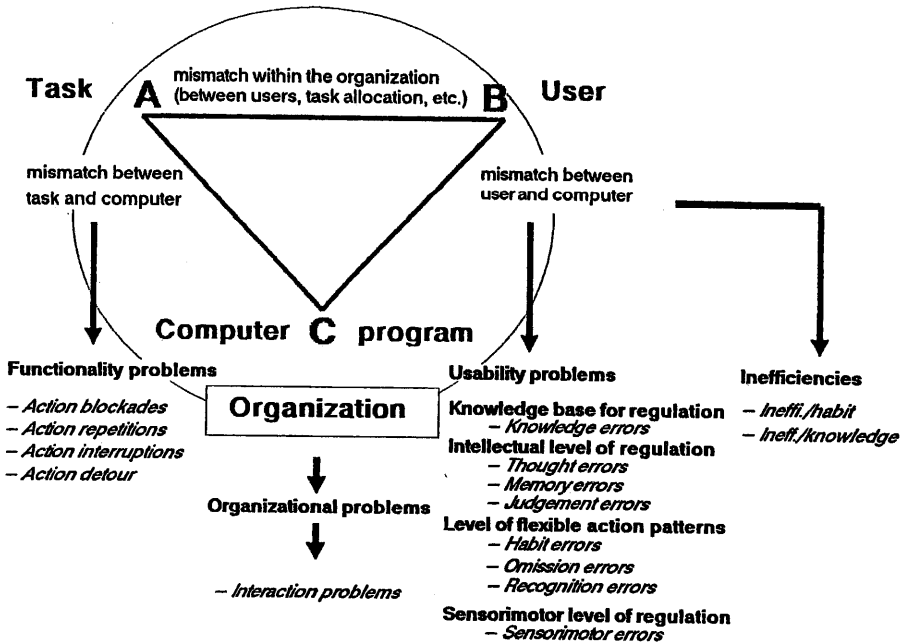 Task
A
mismatch within the organization
(between users, task allocation, etc.)
B
User
mismatch between
task and computer
mismatch between
user and computer
Computer C program
Functionality problems
– Action blockades
– Action repetitions
– Action interruptions
– Action detour
Organization
Organizational problems
– Interaction problems
Usability problems
Knowledge base for regulation
– Knowledge errors
Intellectual level of regulation
– Thought errors
– Memory errors
– Judgement errors
Level of flexible action patterns
– Habit errors
– Omission errors
– Recognition errors
Sensorimotor level of regulation
– Sensorimotor errors
Inefficiencies
– Ineffi./habit
– Ineff./knowledge